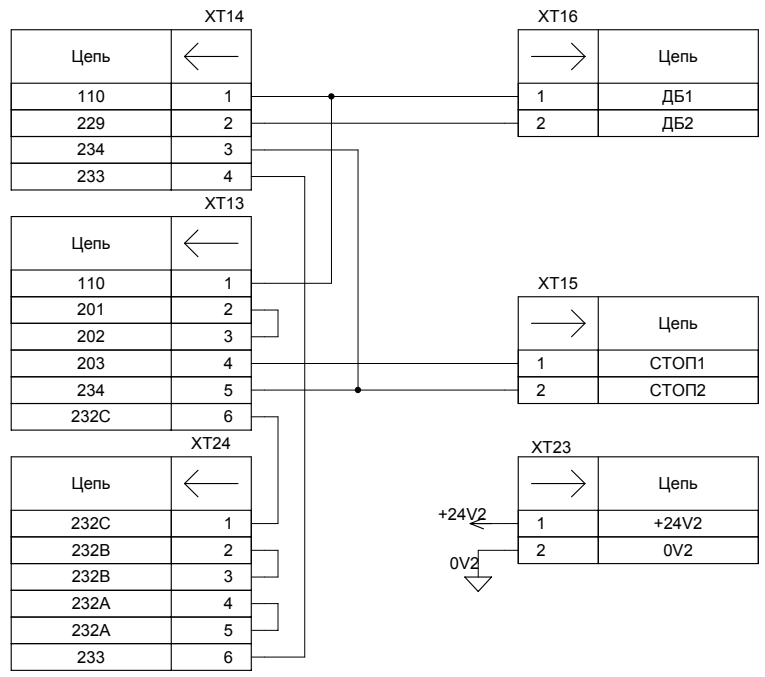 XT14
Цепь
110 1
229 2
234 3
233 4
XT16
Цепь
1 ДБ1
2 ДБ2
XT13
Цепь
110 1
201 2
202 3
203 4
234 5
232C 6
XT15
Цепь
1 СТОП1
2 СТОП2
XT24
Цепь
232C 1
232B 2
232B 3
232A 4
232A 5
233 6
XT23
Цепь
1 +24V2
2 0V2
+24V2
0V2